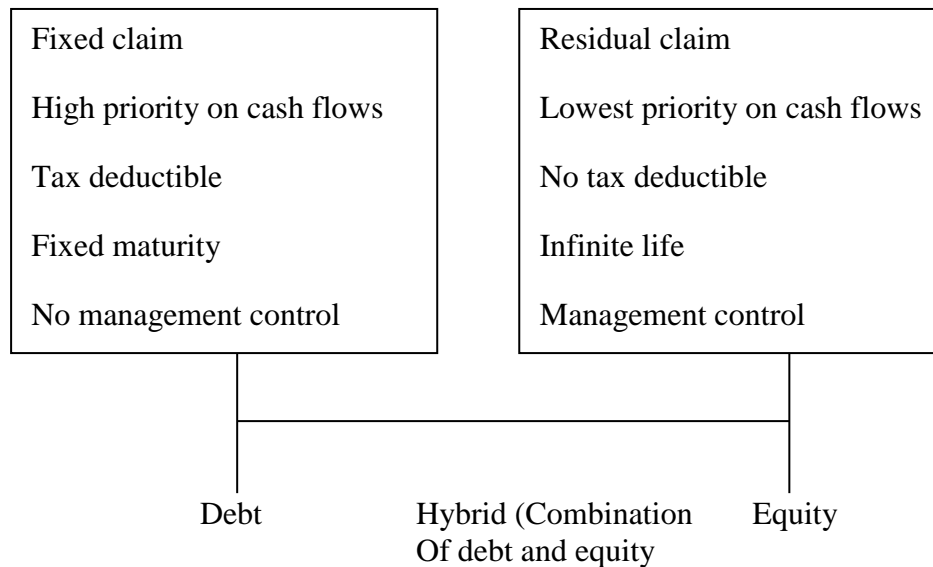 Fixed claim
High priority on cash flows
Tax deductible
Fixed maturity
No management control
Residual claim
Lowest priority on cash flows
No tax deductible
Infinite life
Management control
Debt
Hybrid (Combination
Of debt and equity
Equity